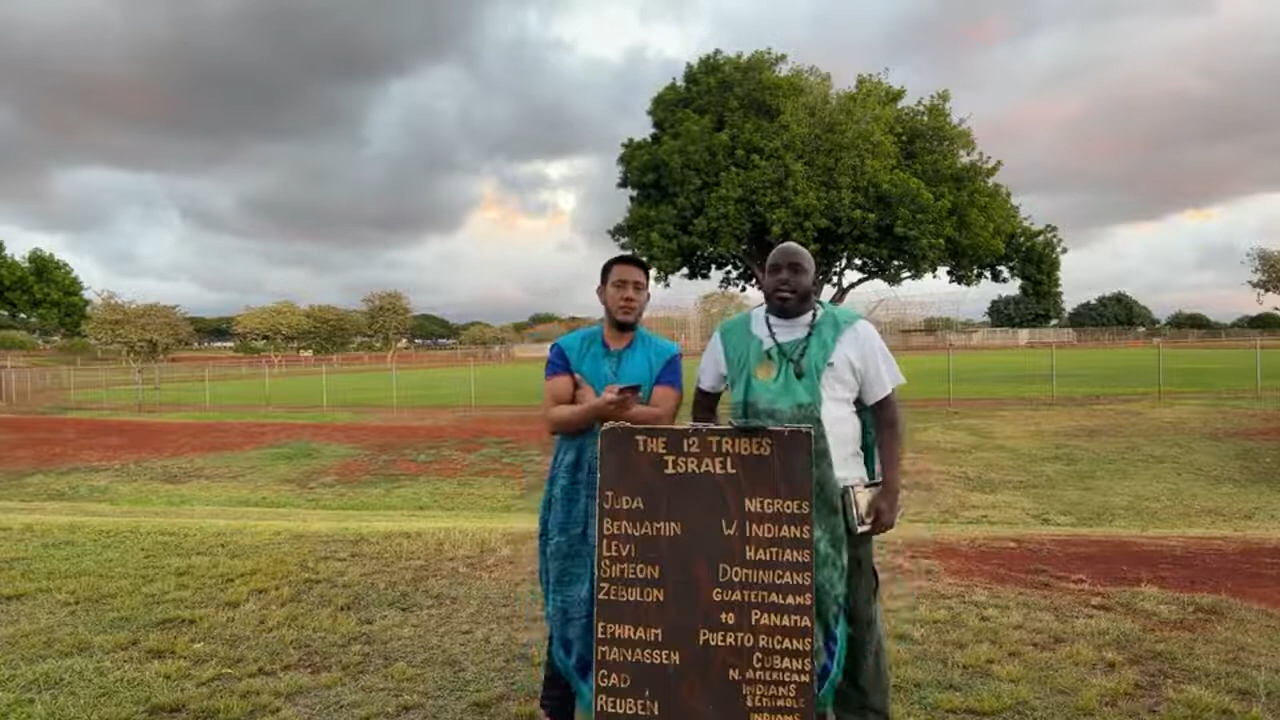 THE 12 TRIBES
ISRAEL
JUDA NEGROES
BENJAMIN W. INDIANS
LEVI HAITIANS
SIMEON DOMINICANS
ZEBULON GUATEMALANS
to PANAMA
EPHRAIM PUERTO RICANS
MANASSEH CUBANS
GAD N. AMERICAN
INDIANS
REUBEN SEMINOLE
INDIANS